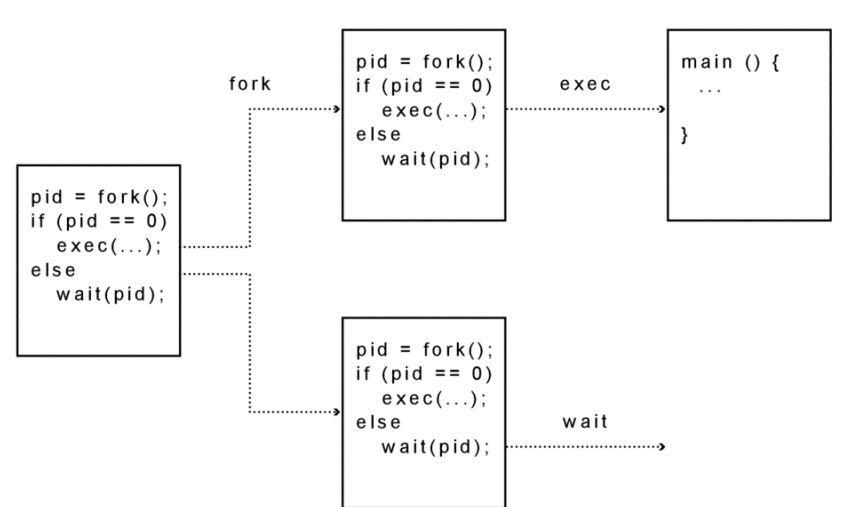 pid = fork();
if (pid == 0)
exec(...);
else
wait(pid);
fork
pid = fork();
if (pid == 0)
exec(...);
else
wait(pid);
exec
main () {
...
}
pid = fork();
if (pid == 0)
exec(...);
else
wait(pid);
wait